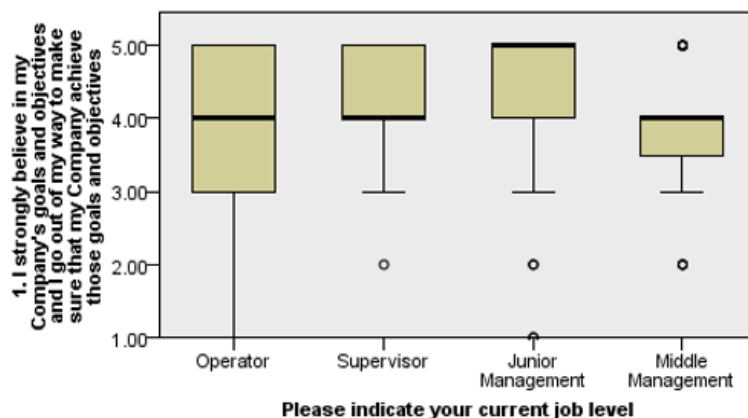 1. I strongly believe in my
Company's goals and objectives
and I go out of my way to make
sure that my Company achieve
those goals and objectives
5.00
4.00
3.00
2.00
1.00
Operator
Supervisor
Junior
Management
Middle
Management
Please indicate your current job level